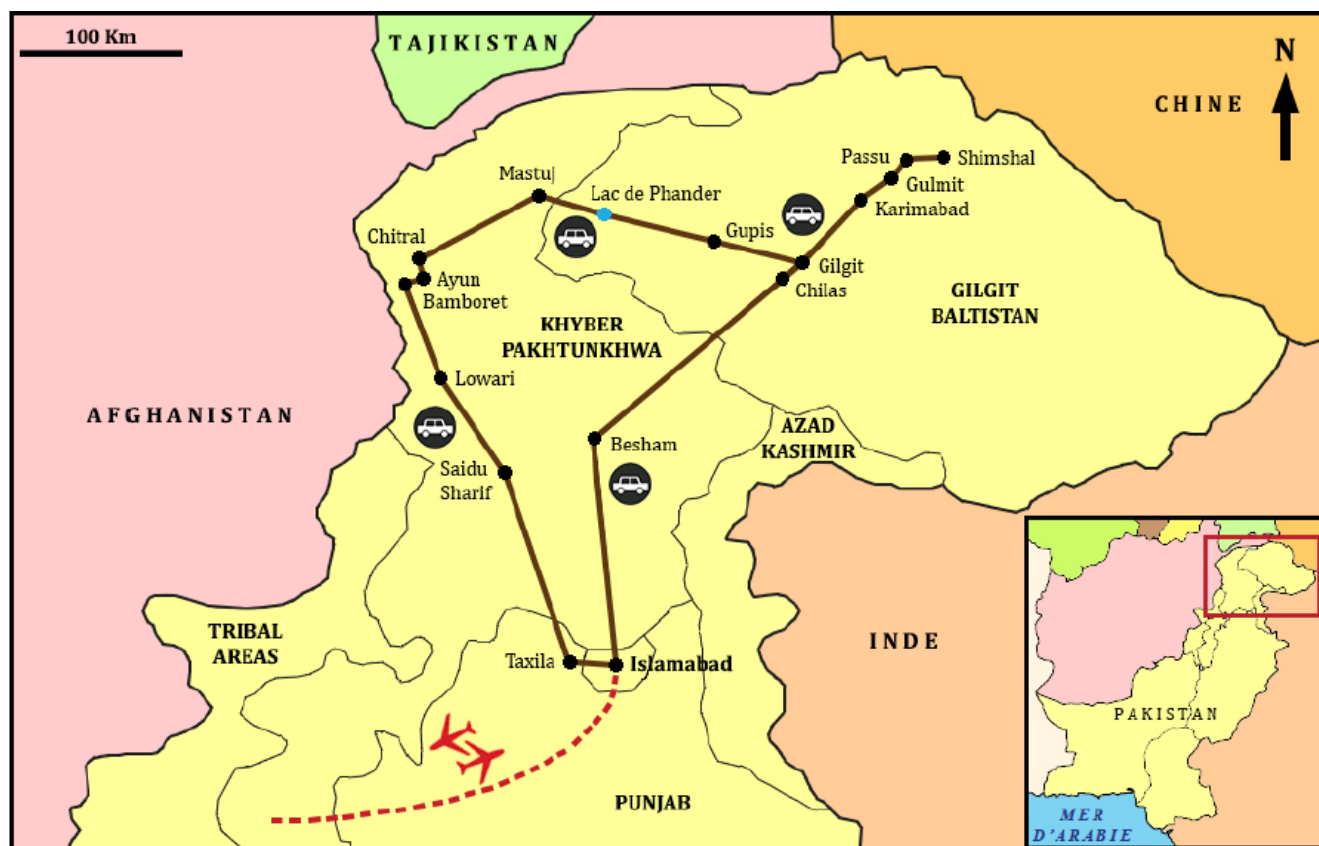 100 Km
TAJIKISTAN
N
CHINE
Passu
Shimshal
Gulmit
Karimabad
Mastuj
Lac de Phander
Gupis
Chitral
Ayun
Bamboret
Gilgit
Chilas
GILGIT
BALTISTAN
KHYBER
PAKHTUNKHWA
Lowari
AFGHANISTAN
AZAD
KASHMIR
Besham
Saidu
Sharif
TRIBAL
AREAS
INDE
Taxila
Islamabad
PUNJAB
PAKISTAN
MER
D'ARABIE